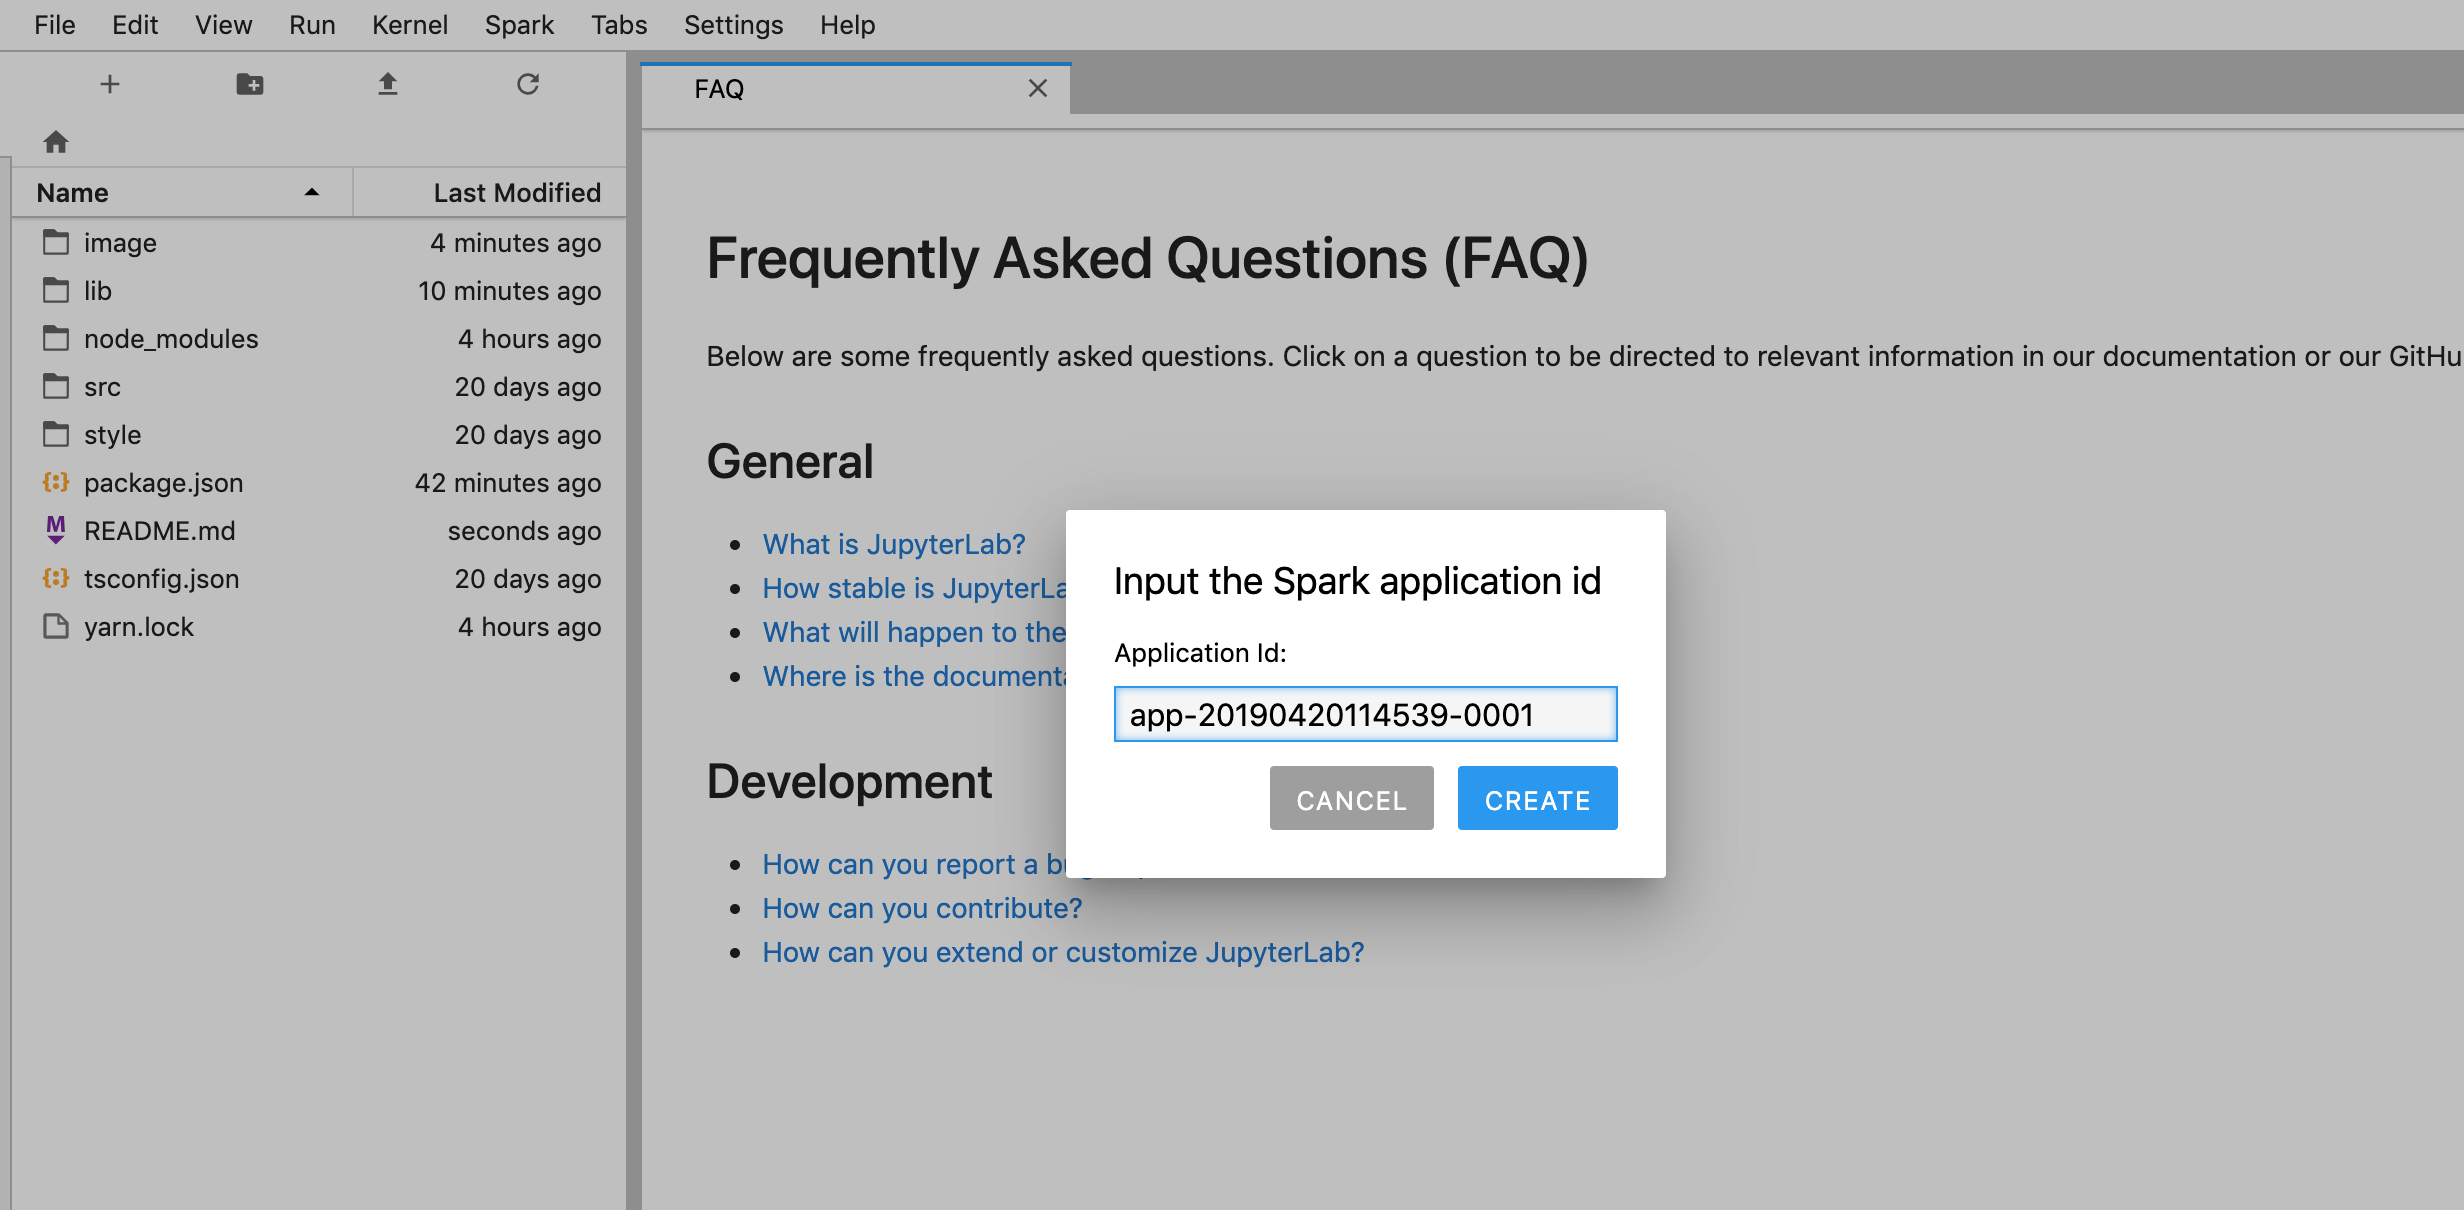 File Edit View Run Kernel Spark Tabs Settings Help
FAQ
Name Last Modified
image 4 minutes ago
lib 10 minutes ago
node_modules 4 hours ago
src 20 days ago
style 20 days ago
package.json 42 minutes ago
README.md seconds ago
tsconfig.json 20 days ago
yarn.lock 4 hours ago
Frequently Asked Questions (FAQ)
Below are some frequently asked questions. Click on a question to be directed to relevant information in our documentation or our GitHu
General
What is JupyterLab?
How stable is JupyterLa
What will happen to the
Where is the documenta
Development
How can you report a
How can you contribute?
How can you extend or customize JupyterLab?
Input the Spark application id
Application Id:
app-20190420114539-0001
CANCEL CREATE